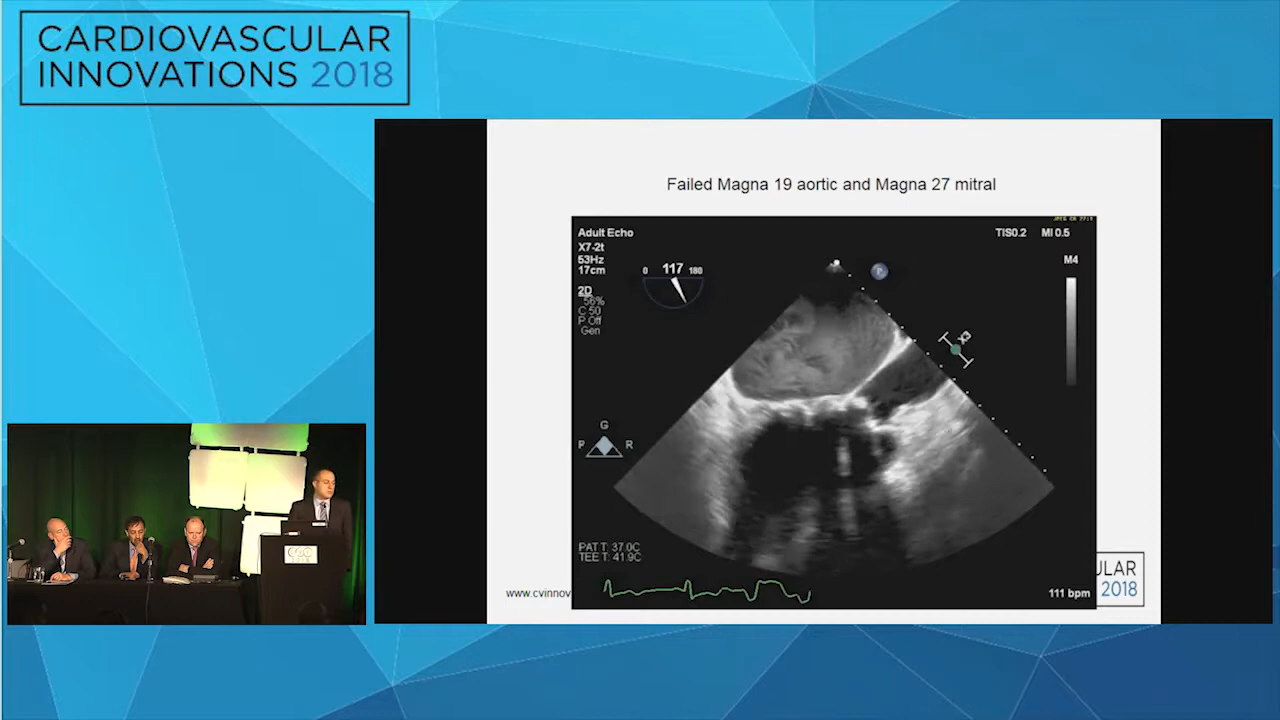 CARDIOVASCULAR
INNOVATIONS 2018
Failed Magna 19 aortic and Magna 27 mitral
Adult Echo
X7-2t
53Hz
17cm
2D
56%
C 50
P Off
Gen
0 117 180
TIS0.2 MI 0.5
M4
G
P R
PAT T: 37.0C
TEE T: 41.9C
111 bpm
www.cvinnov
ULAR
2018